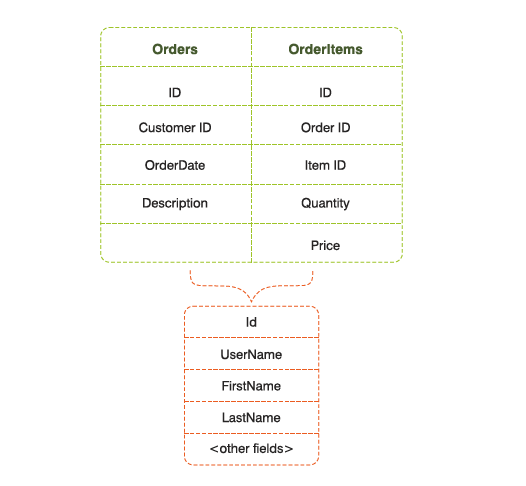 Orders OrderItems
ID ID
Customer ID Order ID
OrderDate Item ID
Description Quantity
Price
Id
UserName
FirstName
LastName
<other fields>